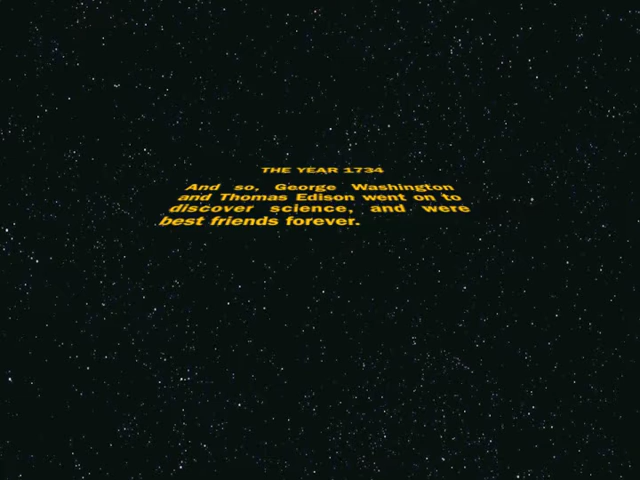 THE YEAR 1734
And so, George Washington
and Thomas Edison went on to
discover science, and were
best friends forever.